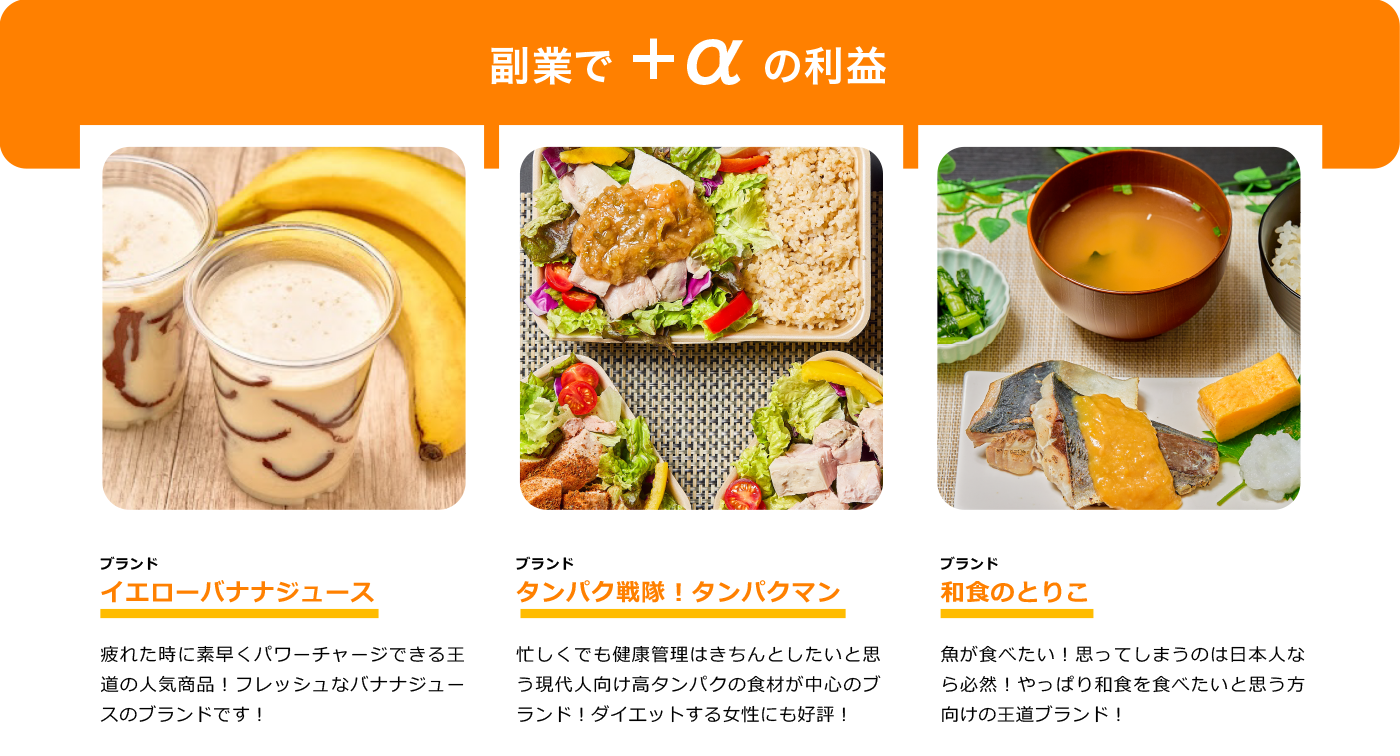 副業で +α の利益
ブランド
イエローバナナジュース
疲れた時に素早くパワーチャージできる王
道の人気商品！フレッシュなバナナジュー
スのブランドです！
ブランド
タンパク戦隊！タンパクマン
忙しくでも健康管理はきちんとしたいと思
う現代人向け高タンパクの食材が中心のブ
ランド！ダイエットする女性にも好評！
ブランド
和食のとりこ
魚が食べたい！思ってしまうのは日本人な
ら必然！やっぱり和食を食べたいと思う方
向けの王道ブランド！